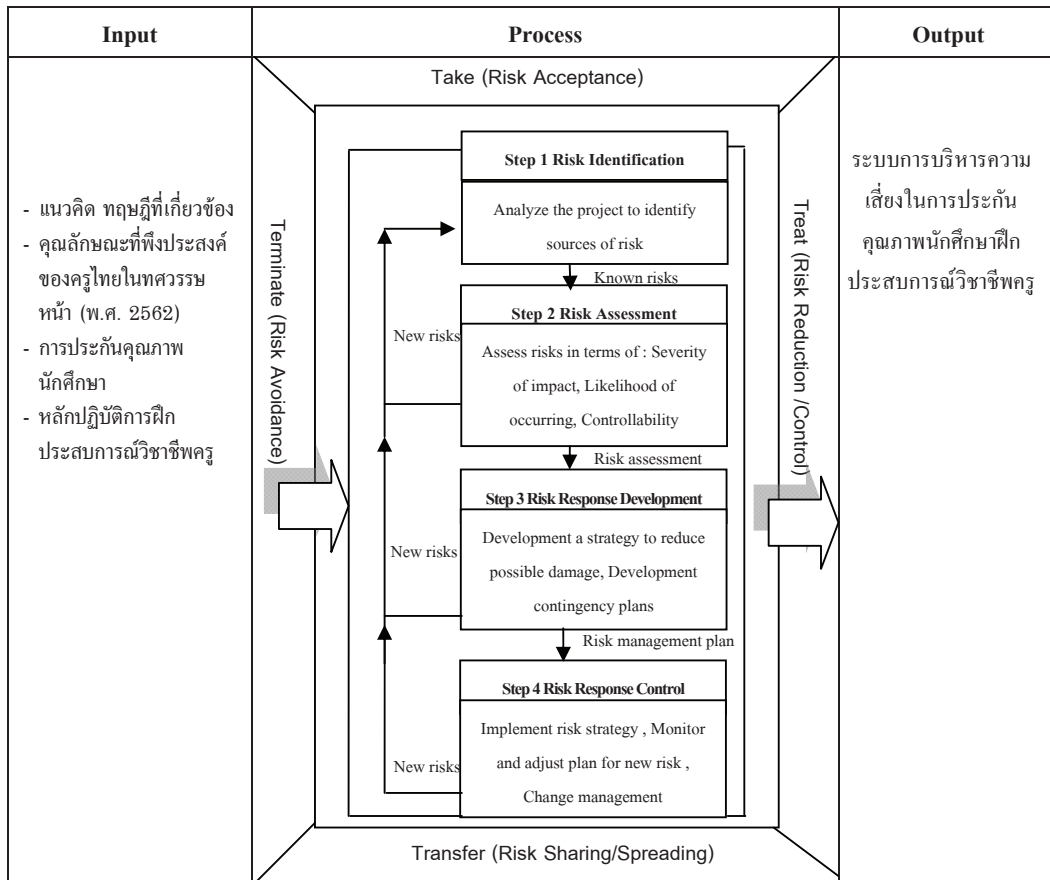 Input
Process
Output
- แนวคิด ทฤษฎีที่เกี่ยวข้อง
- คุณลักษณะที่พึงประสงค์
ของครูไทยในทศวรรษ
หน้า (พ.ศ. 2562)
- การประกันคุณภาพ
นักศึกษา
- หลักปฏิบัติการฝึก
ประสบการณ์วิชาชีพครู
Take (Risk Acceptance)
Terminate (Risk Avoidance)
Step 1 Risk Identification
Analyze the project to identify
sources of risk
Known risks
Step 2 Risk Assessment
New risks
Assess risks in terms of : Severity
of impact, Likelihood of
occurring, Controllability
Risk assessment
Step 3 Risk Response Development
New risks
Development a strategy to reduce
possible damage, Development
contingency plans
Risk management plan
Step 4 Risk Response Control
New risks
Implement risk strategy , Monitor
and adjust plan for new risk ,
Change management
Treat (Risk Reduction /Control)
Transfer (Risk Sharing/Spreading)
ระบบการบริหารความ
เสี่ยงในการประกัน
คุณภาพนักศึกษาฝึก
ประสบการณ์วิชาชีพครู